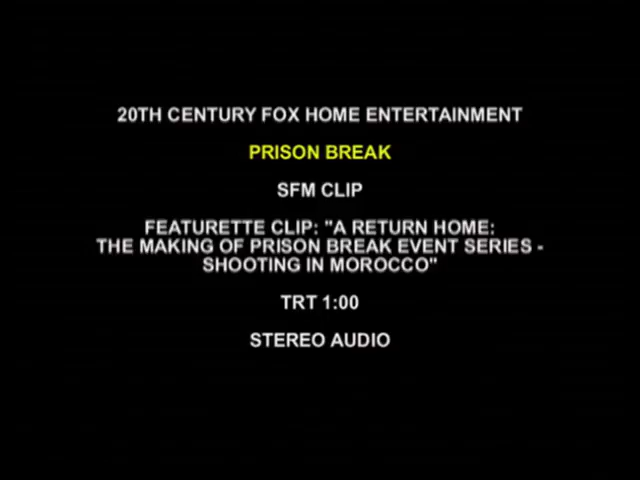 20TH CENTURY FOX HOME ENTERTAINMENT
PRISON BREAK
SFM CLIP
FEATURETTE CLIP: "A RETURN HOME:
THE MAKING OF PRISON BREAK EVENT SERIES -
SHOOTING IN MOROCCO"
TRT 1:00
STEREO AUDIO